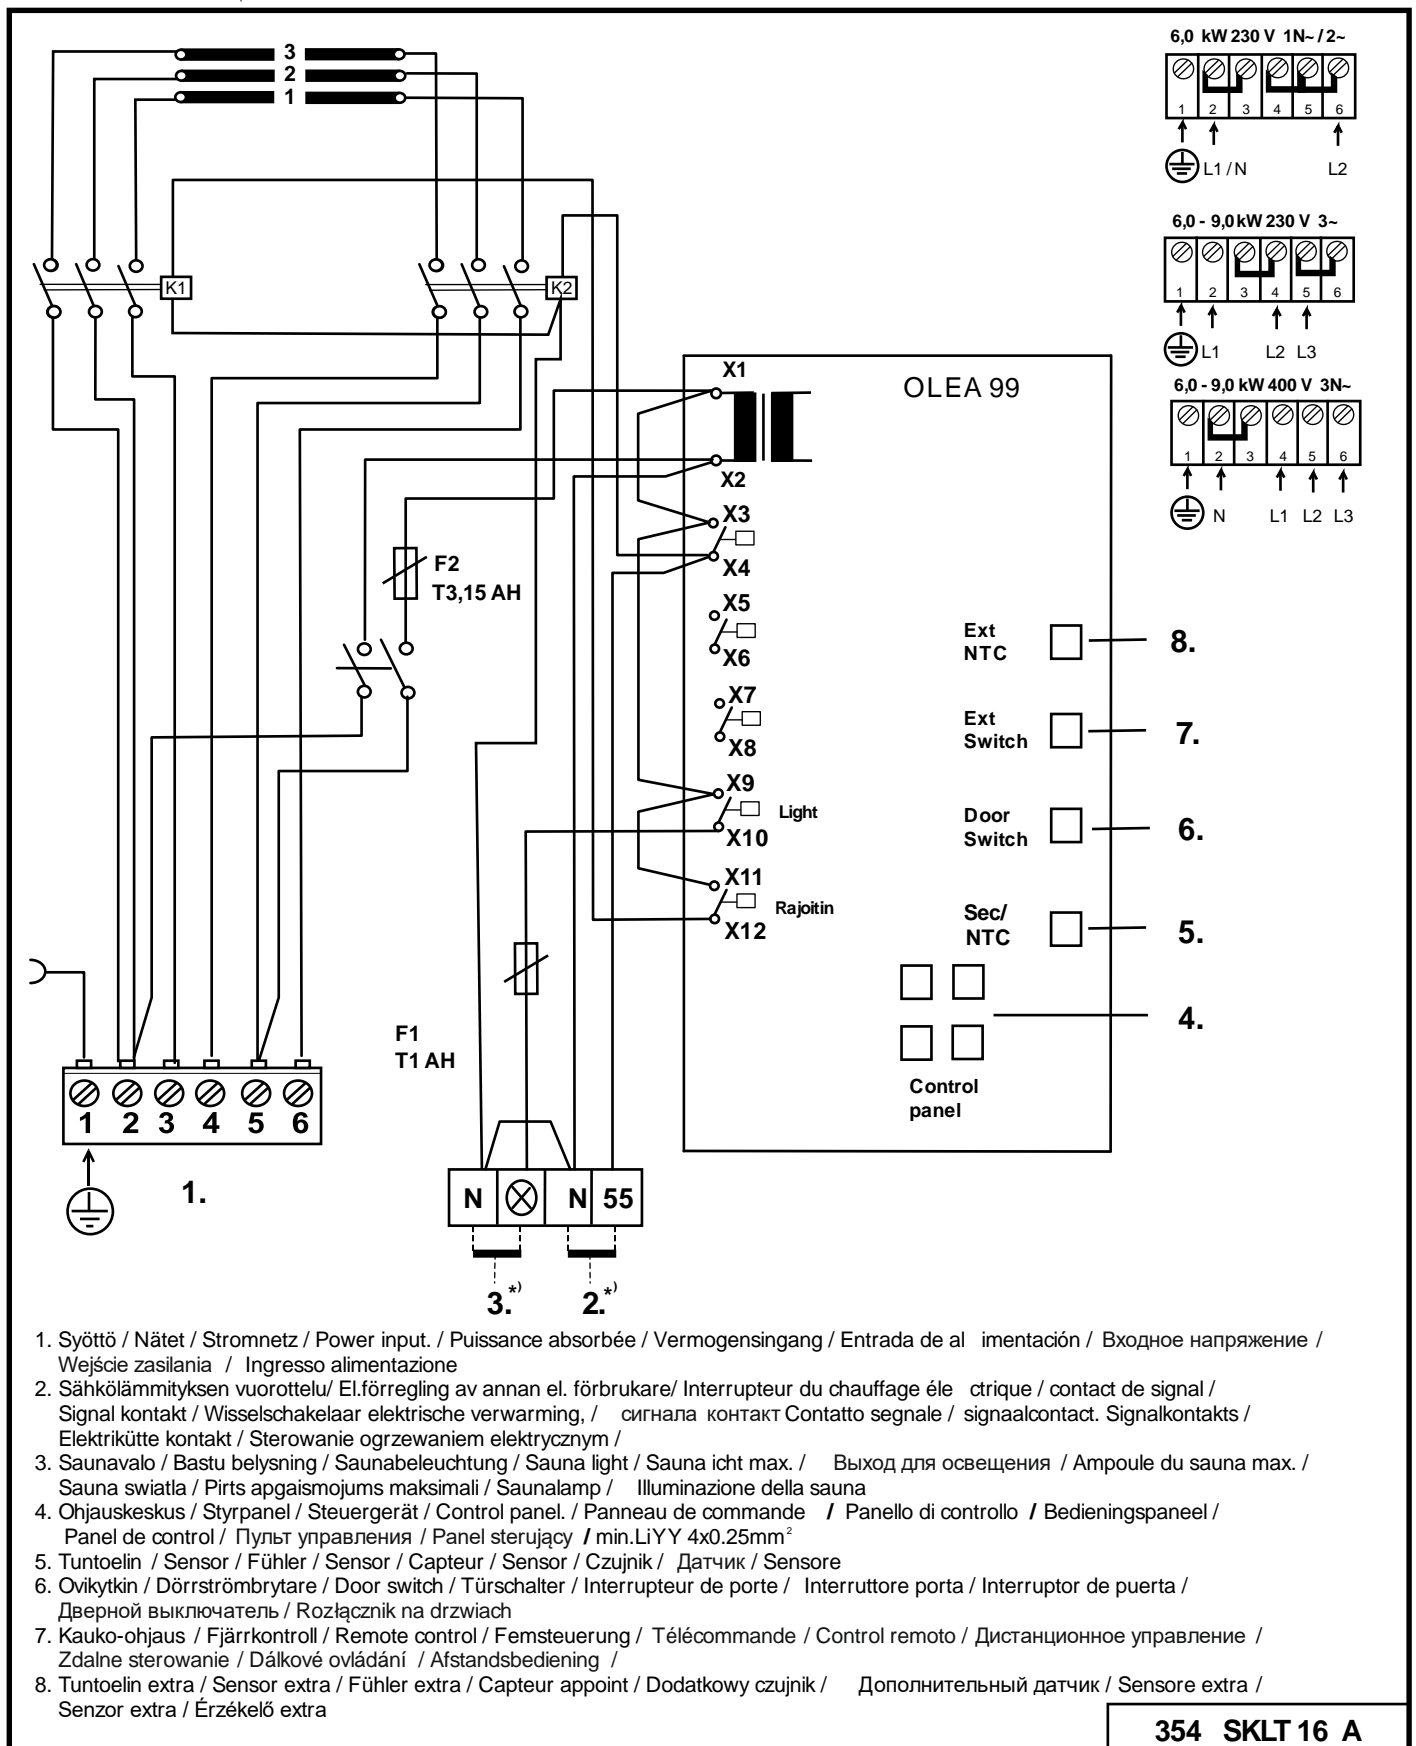 6,0 kW 230 V 1N~ / 2~
1 2 3 4 5 6
L1 / N L2
6,0 - 9,0 kW 230 V 3~
1 2 3 4 5 6
L1 L2 L3
6,0 - 9,0 kW 400 V 3N~
1 2 3 4 5 6
N L1 L2 L3
3
2
1
K1 K2
OLEA 99
X1
X2
X3
X4
X5
X6
X7
X8
X9
Light
X10
X11
Rajoitin
X12
F2
T3,15 AH
Ext
NTC
8.
Ext
Switch
7.
Door
Switch
6.
Sec/
NTC
5.
4.
Control
panel
F1
T1 AH
1 2 3 4 5 6
1.
N N 55
3.*) 2.*)
1. Syöttö / Nätet / Stromnetz / Power input. / Puissance absorbée / Vermogensingang / Entrada de al imentación / Входное напряжение /
Wejście zasilania / Ingresso alimentazione
2. Sähkölämmityksen vuorottelu/ El.förregling av annan el. förbrukare/ Interrupteur du chauffage éle ctrique / contact de signal /
Signal kontakt / Wisselschakelaar elektrische verwarming, / сигнала контакт Contatto segnale / signaalcontact. Signalkontakts /
Elektrikütte kontakt / Sterowanie ogrzewaniem elektrycznym /
3. Saunavalo / Bastu belysning / Saunabeleuchtung / Sauna light / Sauna icht max. / Выход для освещения / Ampoule du sauna max. /
Sauna swiatla / Pirts apgaismojums maksimali / Saunalamp / Illuminazione della sauna
4. Ohjauskeskus / Styrpanel / Steuergerät / Control panel. / Panneau de commande / Panello di controllo / Bedieningspaneel /
Panel de control / Пульт управления / Panel sterujący / min.LiYY 4x0.25mm²
5. Tuntoelin / Sensor / Fühler / Sensor / Capteur / Sensor / Czujnik / Датчик / Sensore
6. Ovikytkin / Dörrströmbrytare / Door switch / Türschalter / Interrupteur de porte / Interruttore porta / Interruptor de puerta /
Дверной выключатель / Rozłącznik na drzwiach
7. Kauko-ohjaus / Fjärrkontroll / Remote control / Femsteuerung / Télécommande / Control remoto / Дистанционное управление /
Zdalne sterowanie / Dálkové ovládání / Afstandsbediening /
8. Tuntoelin extra / Sensor extra / Fühler extra / Capteur appoint / Dodatkowy czujnik / Дополнительный датчик / Sensore extra /
Senzor extra / Érzékelő extra
354 SKLT 16 A